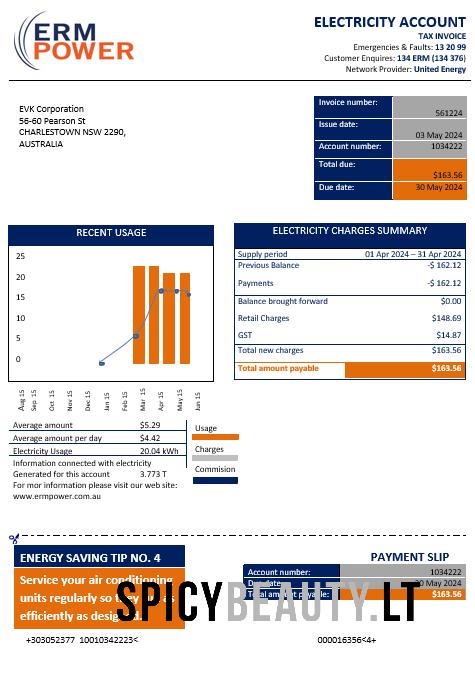 ERM
POWER
ELECTRICITY ACCOUNT
TAX INVOICE
Emergencies & Faults: 13 20 99
Customer Enquires: 134 ERM (134 376)
Network Provider: United Energy
EVK Corporation
56-60 Pearson St
CHARLESTOWN NSW 2290,
AUSTRALIA
Invoice number: 561224
Issue date: 03 May 2024
Account number: 1034222
Total due: $163.56
Due date: 30 May 2024
RECENT USAGE
25
20
15
10
5
0
Aug 15 Sep 15 Oct 15 Nov 15 Dec 15 Jan 15 Feb 15 Mar 15 Apr 15 May 15 Jun 15
ELECTRICITY CHARGES SUMMARY
Supply period 01 Apr 2024 – 31 Apr 2024
Previous Balance -$ 162.12
Payments -$ 162.12
Balance brought forward $0.00
Retail Charges $148.69
GST $14.87
Total new charges $163.56
Total amount payable $163.56
Average amount $5.29
Average amount per day $4.42
Electricity Usage 20.04 kWh
Information connected with electricity
Generated for this account 3.773 T
For mor information please visit our web site:
www.ermpower.com.au
Usage
Charges
Commision
ENERGY SAVING TIP NO. 4
Service your air conditioning
units regularly so they run as
efficiently as designed.
PAYMENT SLIP
Account number: 1034222
Due date: 30 May 2024
Total amount payable: $163.56
SPICYBEAUTY.LT
+303052377 10010342223<
000016356<4+